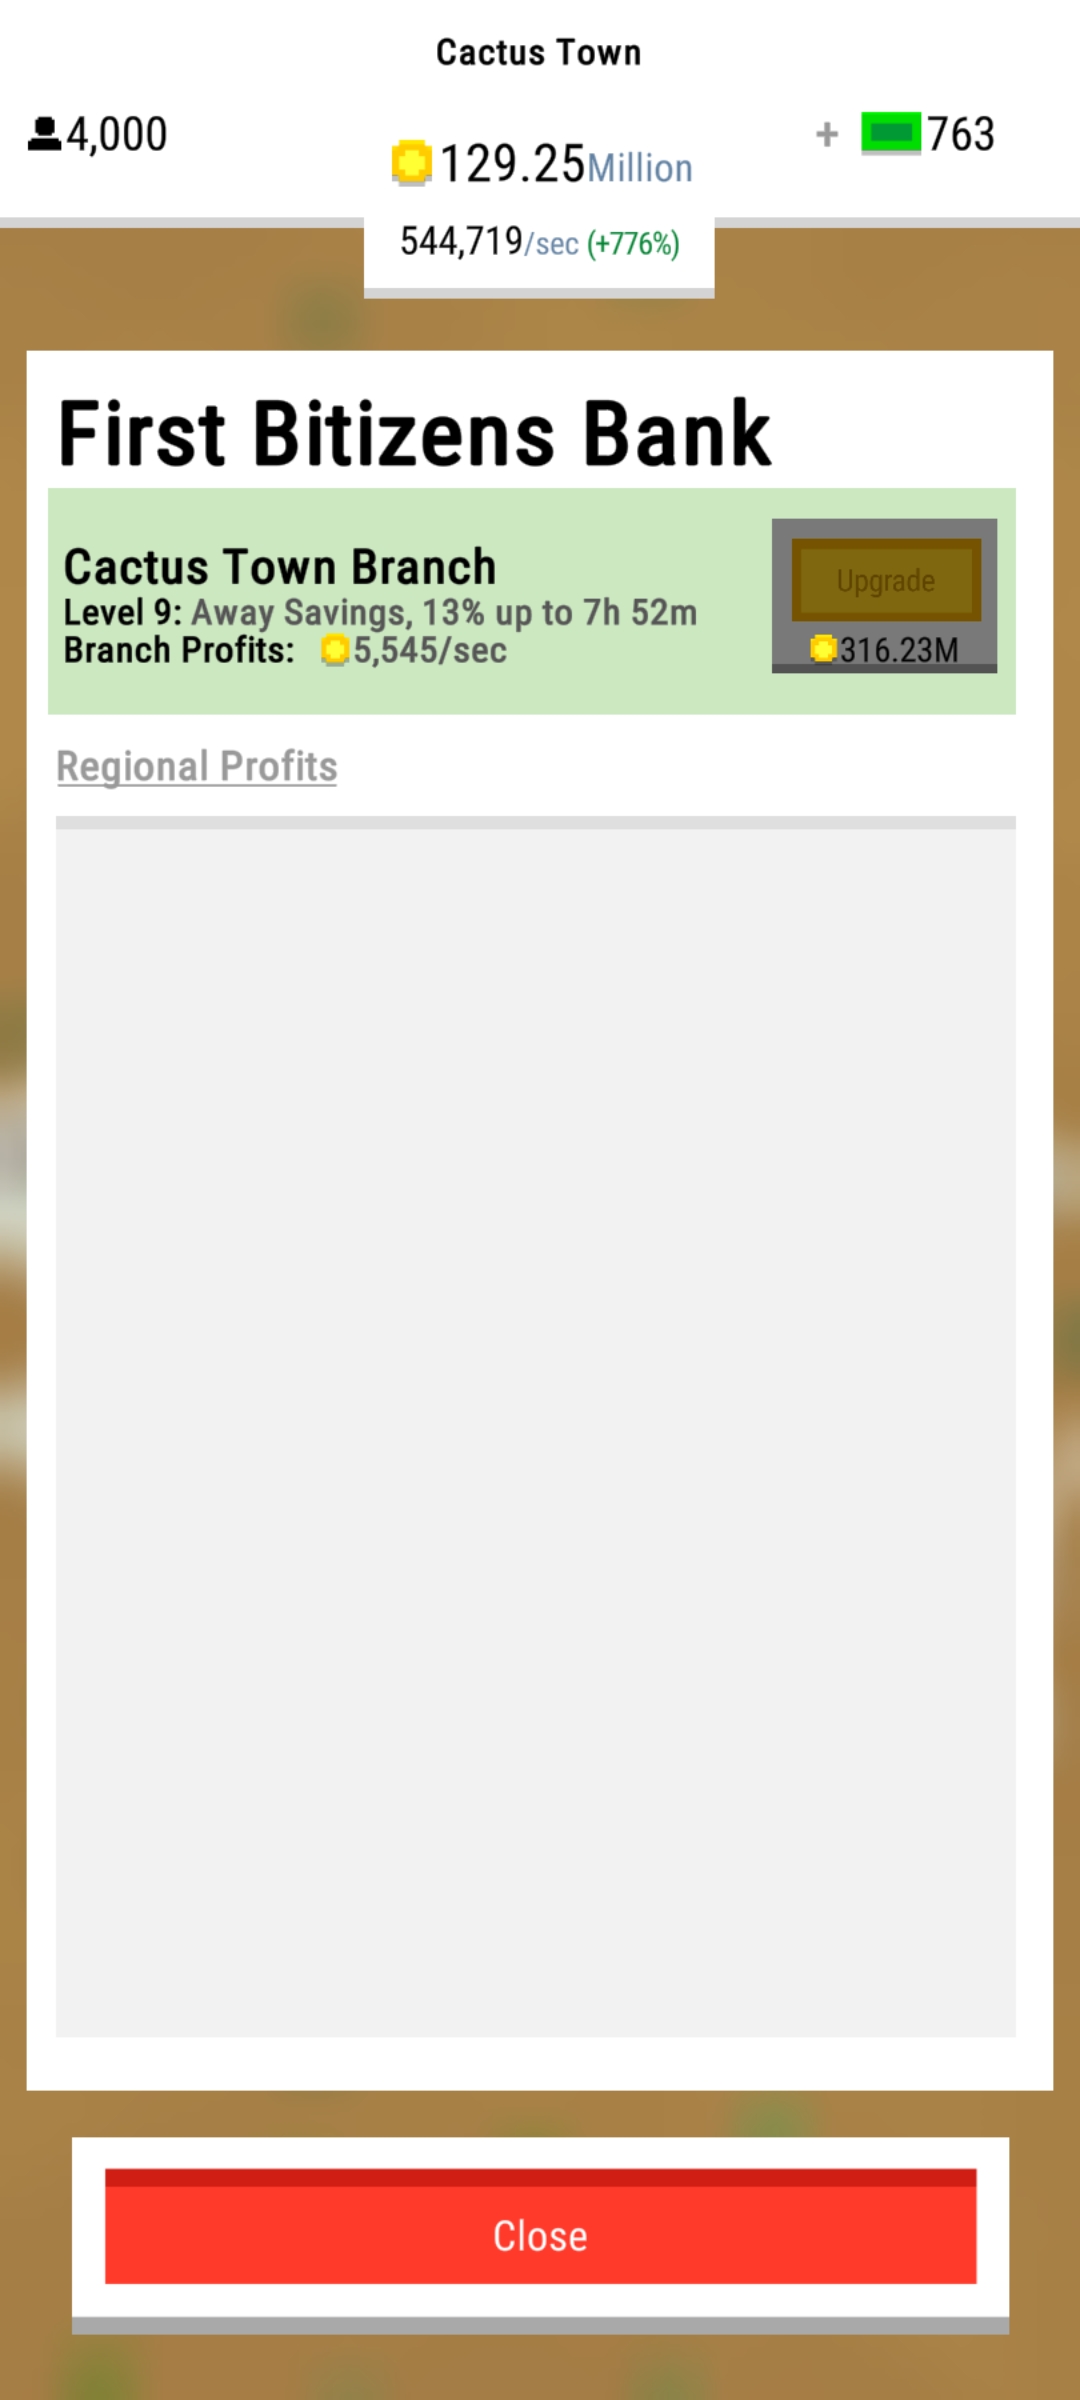 Cactus Town
4,000
+ 763
129.25Million
544,719/sec (+776%)
First Bitizens Bank
Cactus Town Branch
Level 9: Away Savings, 13% up to 7h 52m
Branch Profits: 5,545/sec
Upgrade
316.23M
Regional Profits
Close